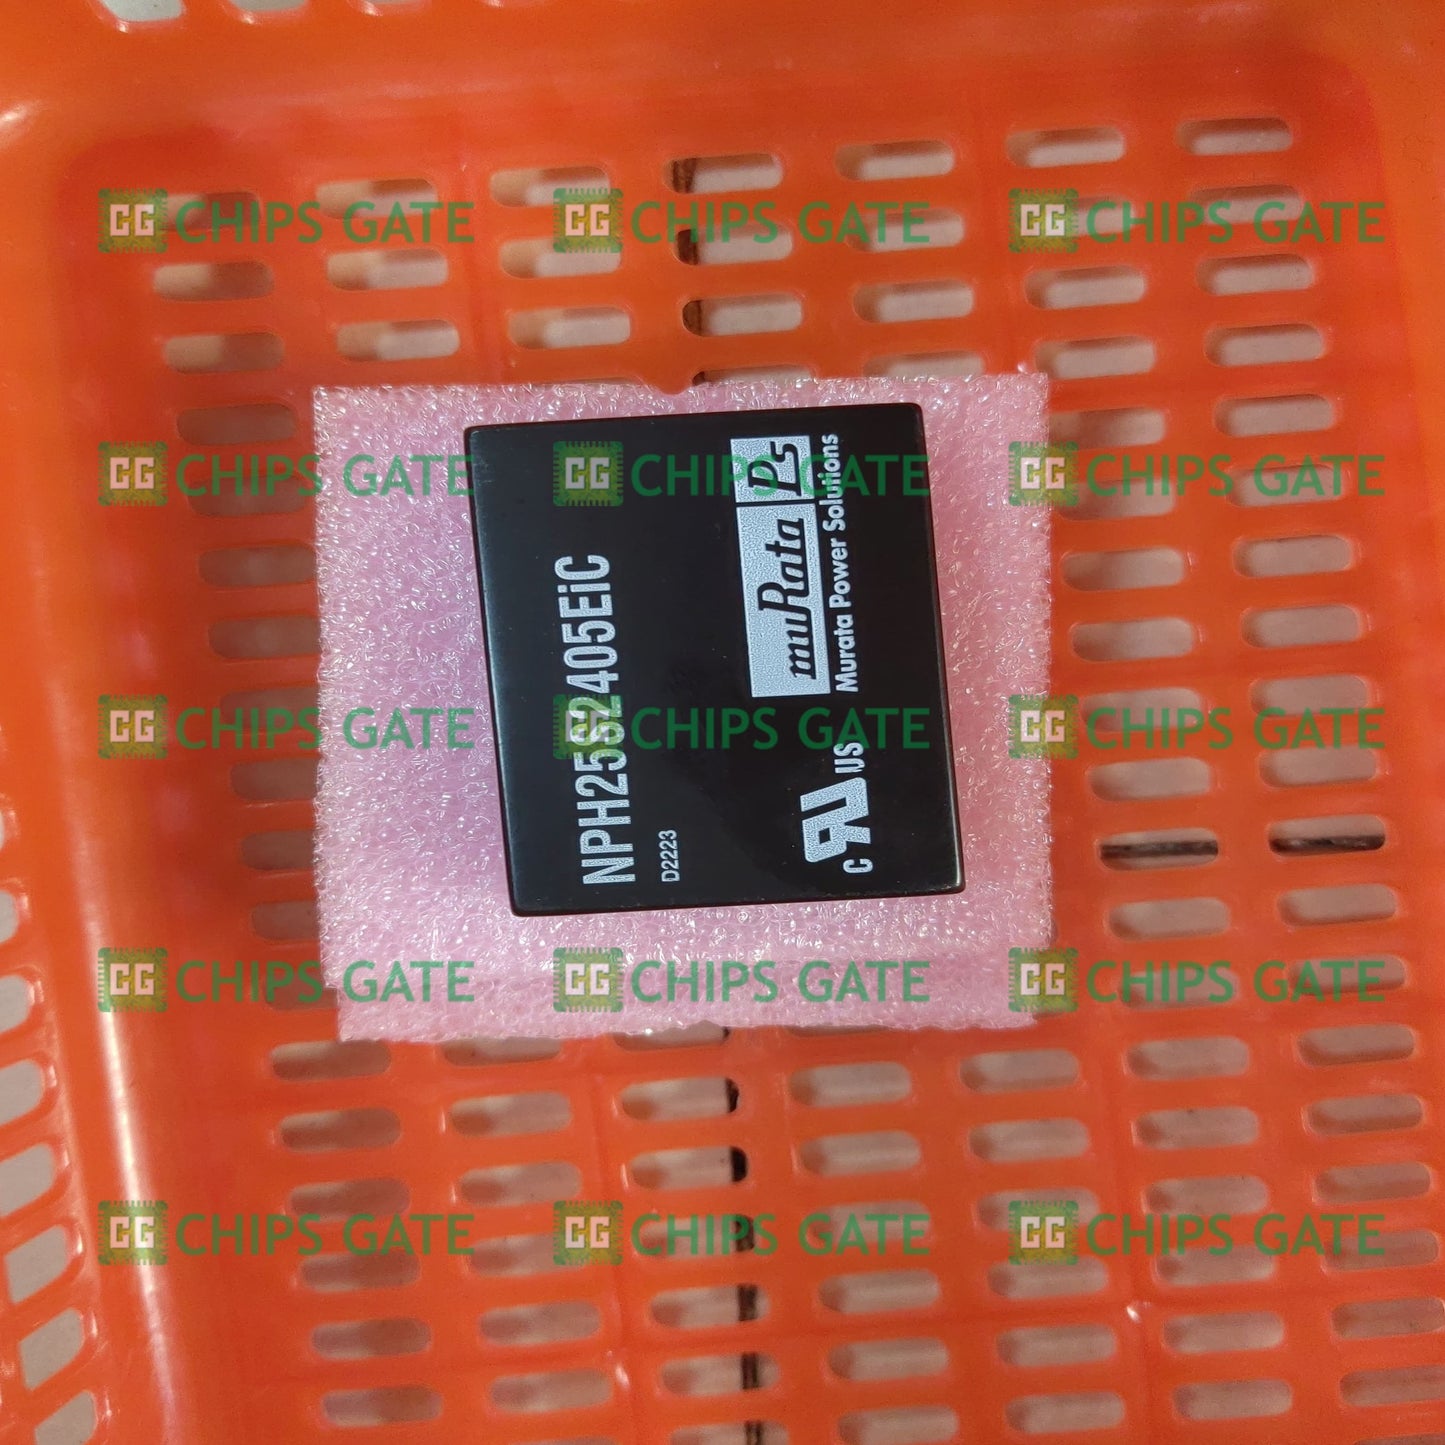 NPH25S2405EiC
D2223
muRata Ps
Murata Power Solutions
C UR US
CG CHIPS GATE CG CHIPS GATE CG CHIPS GATE
CG CHIPS GATE CG CHIPS GATE CG CHIPS GATE
CG CHIPS GATE CG CHIPS GATE CG CHIPS GATE
CG CHIPS GATE CG CHIPS GATE CG CHIPS GATE
CG CHIPS GATE CG CHIPS GATE CG CHIPS GATE